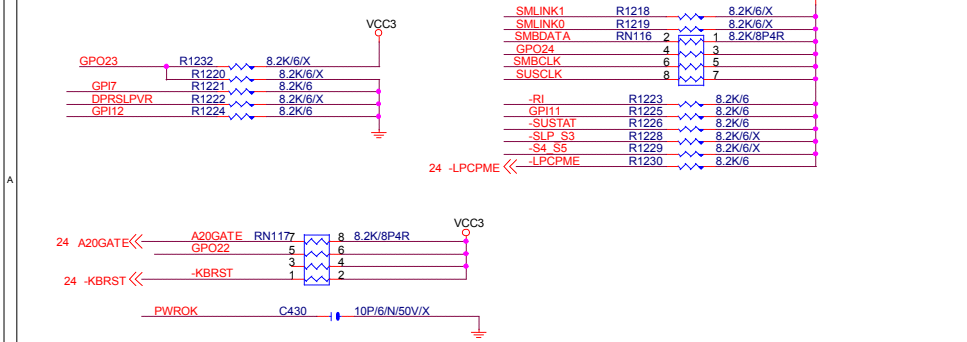 SMLINK1 R1218 8.2K/6/X
SMLINK0 R1219 8.2K/6/X
SMBDATA RN116 2 1 8.2K/8P4R
GPO24 4 3
SMBCLK 6 5
SUSCLK 8 7
VCC3
GPO23 R1232 8.2K/6/X
R1220 8.2K/6/X
GPI7 R1221 8.2K/6
DPRSLPVR R1222 8.2K/6/X
GPI12 R1224 8.2K/6
-RI R1223 8.2K/6
GPI11 R1225 8.2K/6
-SUSTAT R1226 8.2K/6
-SLP_S3 R1228 8.2K/6/X
-S4_S5 R1229 8.2K/6/X
24 -LPCPME -LPCPME R1230 8.2K/6
A
VCC3
24 A20GATE A20GATE RN117 7 8 8.2K/8P4R
GPO22 5 6
3 4
24 -KBRST -KBRST 1 2
PWROK C430 10P/6/N/50V/X